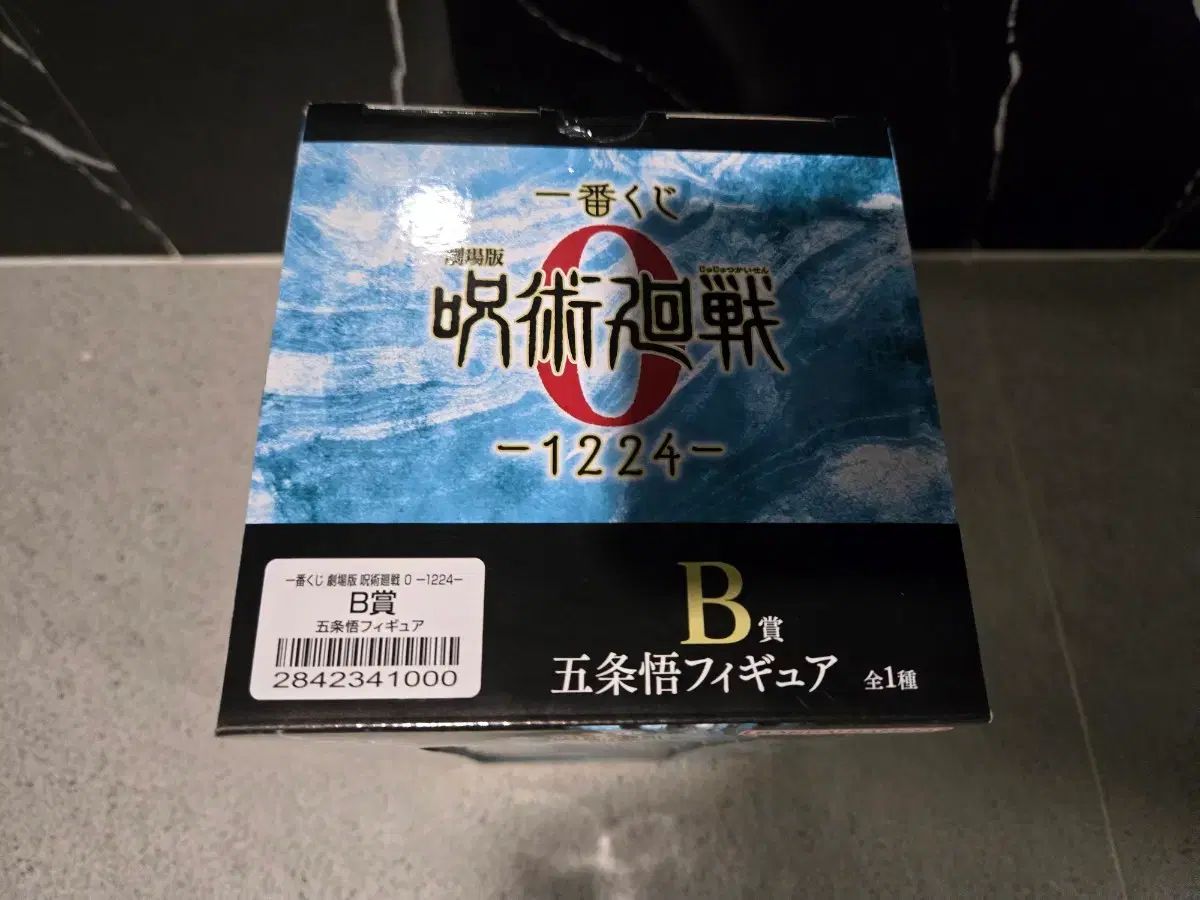 一番くじ
劇場版
じゅじゅつかいせん
呪術廻戦
0
－1224－
一番くじ 劇場版 呪術廻戦 0 －1224－
B賞
五条悟フィギュア
2842341000
B賞
五条悟フィギュア 全1種